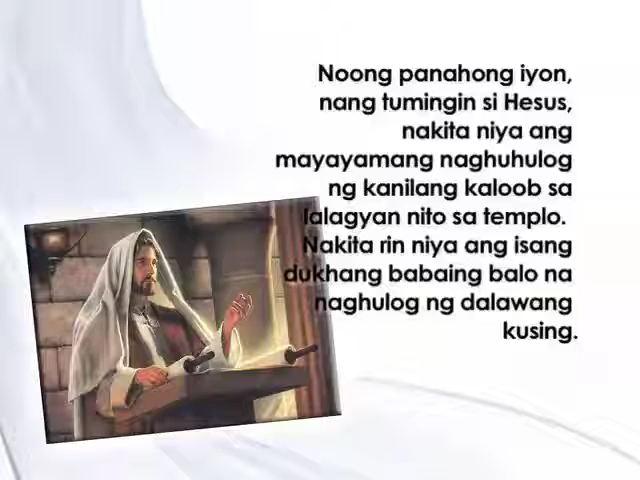 Noong panahong iyon,
nang tumingin si Hesus,
nakita niya ang
mayayamang naghuhulog
ng kanilang kaloob sa
lalagyan nito sa templo.
Nakita rin niya ang isang
dukhang babaing balo na
naghulog ng dalawang
kusing.